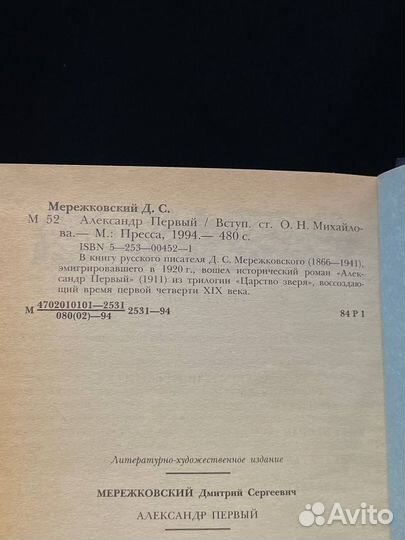 Мережковский Д. С.
М 52 Александр Первый / Вступ. ст. О. Н. Михайло-
ва.— М.: Пресса, 1994.— 480 с.
ISBN 5—253—00452—1
В книгу русского писателя Д. С. Мережковского (1866—1941),
эмигрировавшего в 1920 г., вошел исторический роман «Алек-
сандр Первый» (1911) из трилогии «Царство зверя», воссоздаю-
щий время первой четверти XIX века.
М 4702010101—2531 2531—94 84 Р 1
080(02)—94
Литературно-художественное издание
МЕРЕЖКОВСКИЙ Дмитрий Сергеевич
АЛЕКСАНДР ПЕРВЫЙ
Avito